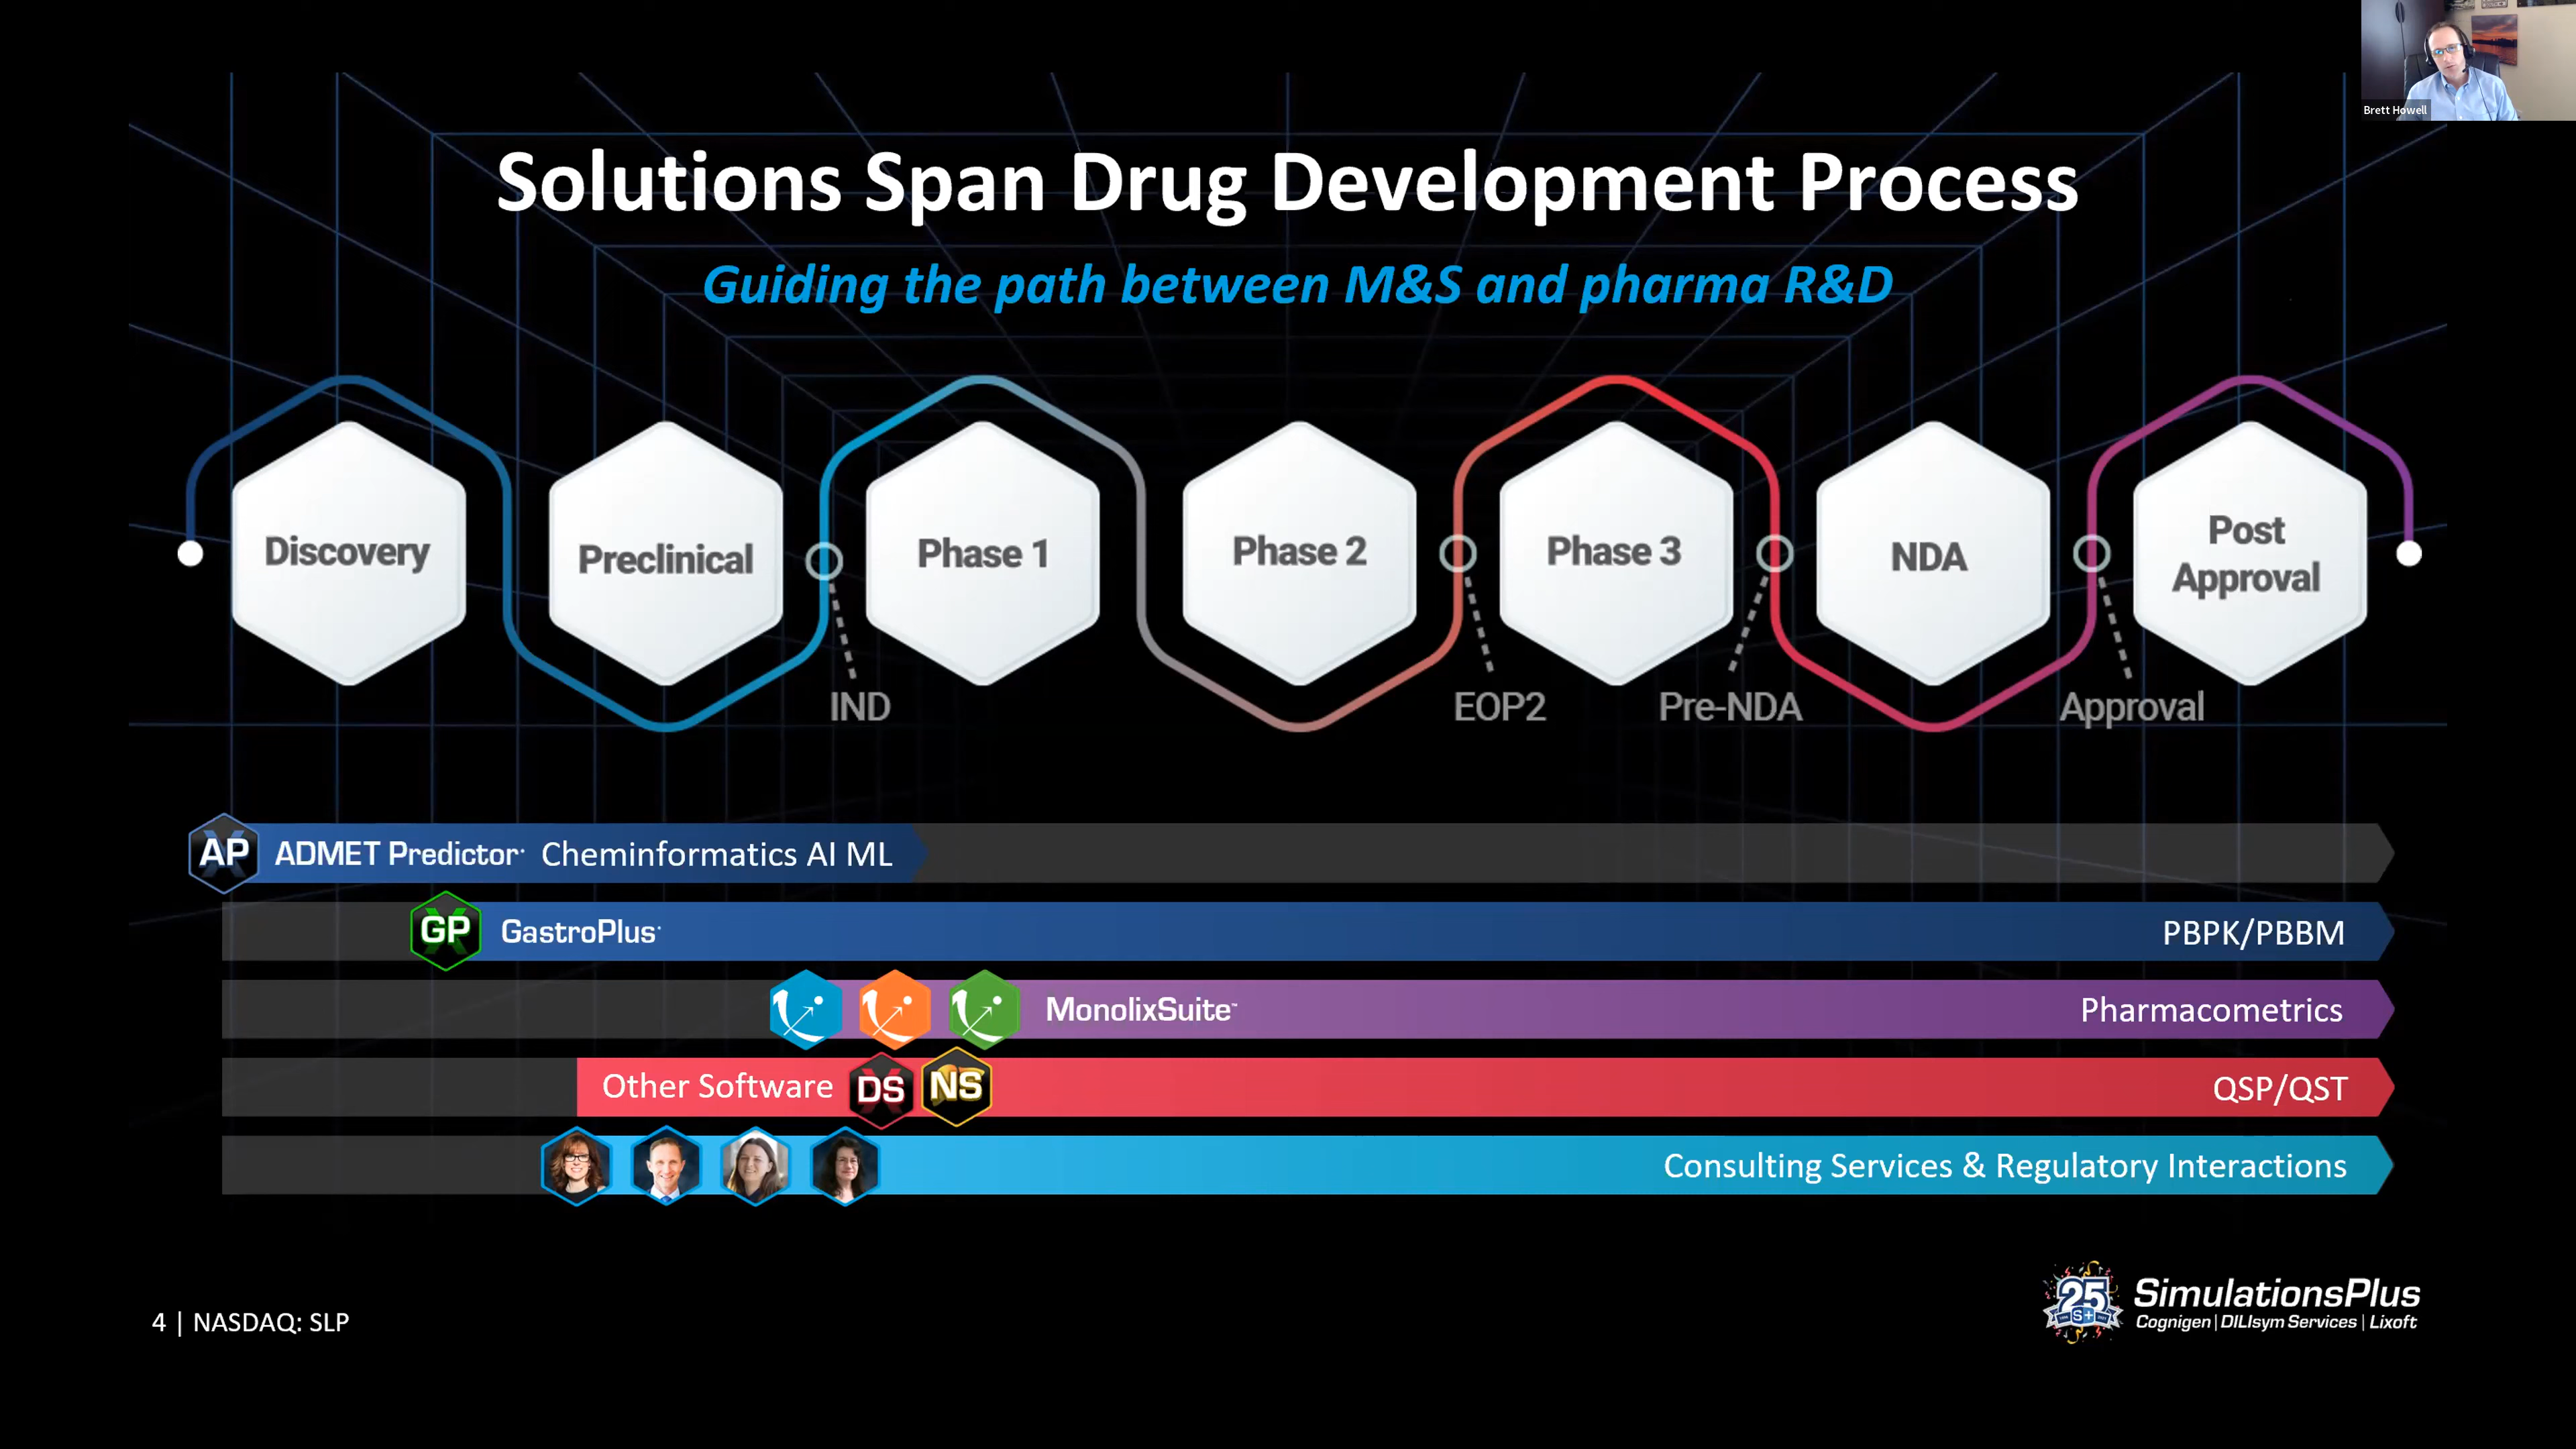 Brett Howell
Solutions Span Drug Development Process
Guiding the path between M&S and pharma R&D
Discovery
Preclinical
Phase 1
Phase 2
Phase 3
NDA
Post
Approval
IND
EOP2
Pre-NDA
Approval
AP ADMET Predictor Cheminformatics AI ML
GP GastroPlus PBPK/PBBM
MonolixSuite™ Pharmacometrics
Other Software DS NS QSP/QST
Consulting Services & Regulatory Interactions
4 | NASDAQ: SLP
25
S+
SimulationsPlus
Cognigen | DILIsym Services | Lixoft